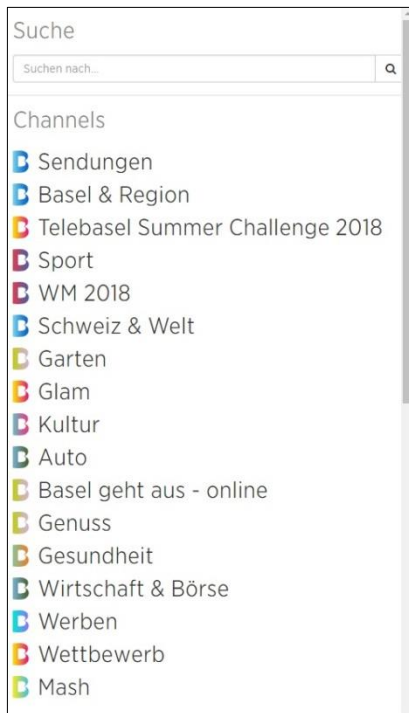 Suche
Suchen nach...
Channels
Sendungen
Basel & Region
Telebasel Summer Challenge 2018
Sport
WM 2018
Schweiz & Welt
Garten
Glam
Kultur
Auto
Basel geht aus - online
Genuss
Gesundheit
Wirtschaft & Börse
Werben
Wettbewerb
Mash